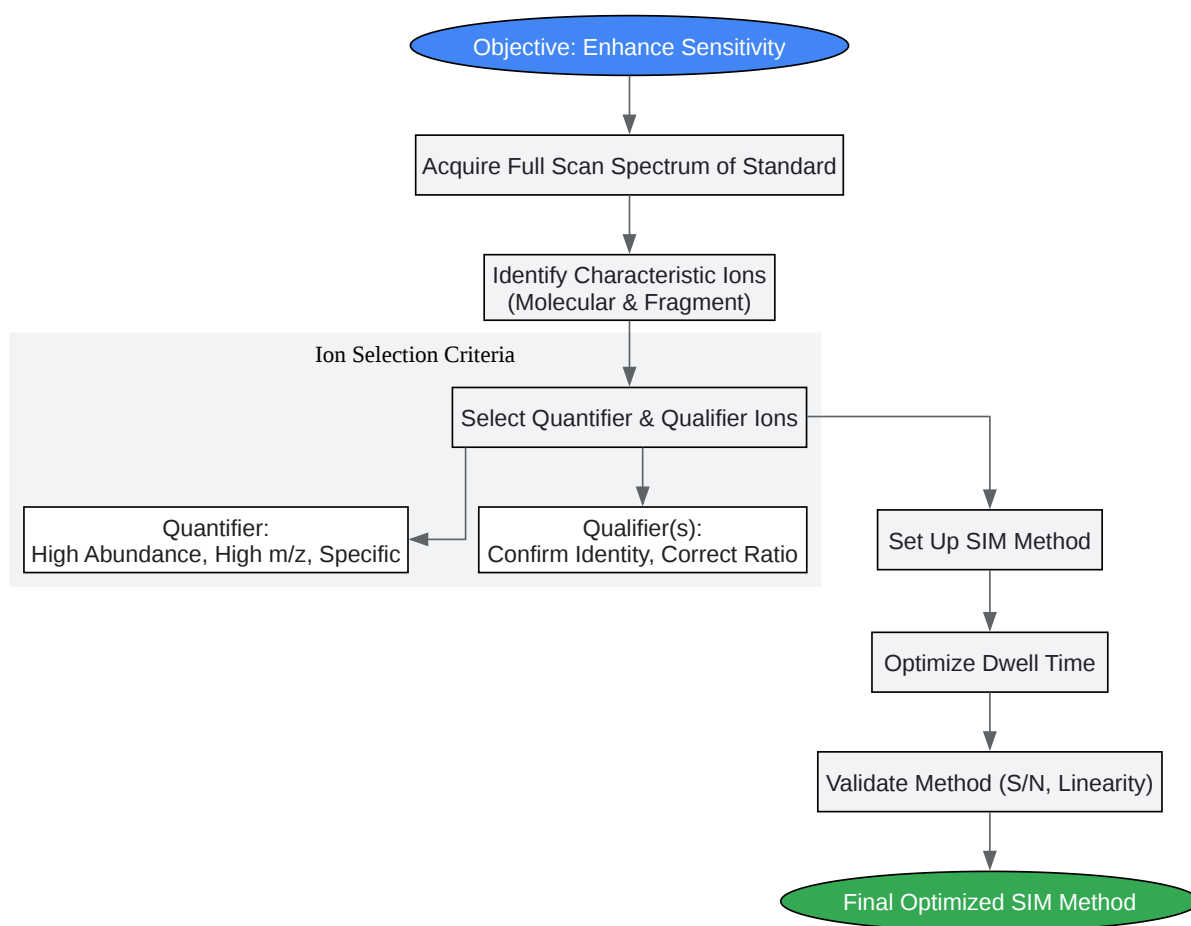 Objective: Enhance Sensitivity
Acquire Full Scan Spectrum of Standard
Identify Characteristic Ions
(Molecular & Fragment)
Ion Selection Criteria
Select Quantifier & Qualifier Ions
Quantifier:
High Abundance, High m/z, Specific
Qualifier(s):
Confirm Identity, Correct Ratio
Set Up SIM Method
Optimize Dwell Time
Validate Method (S/N, Linearity)
Final Optimized SIM Method